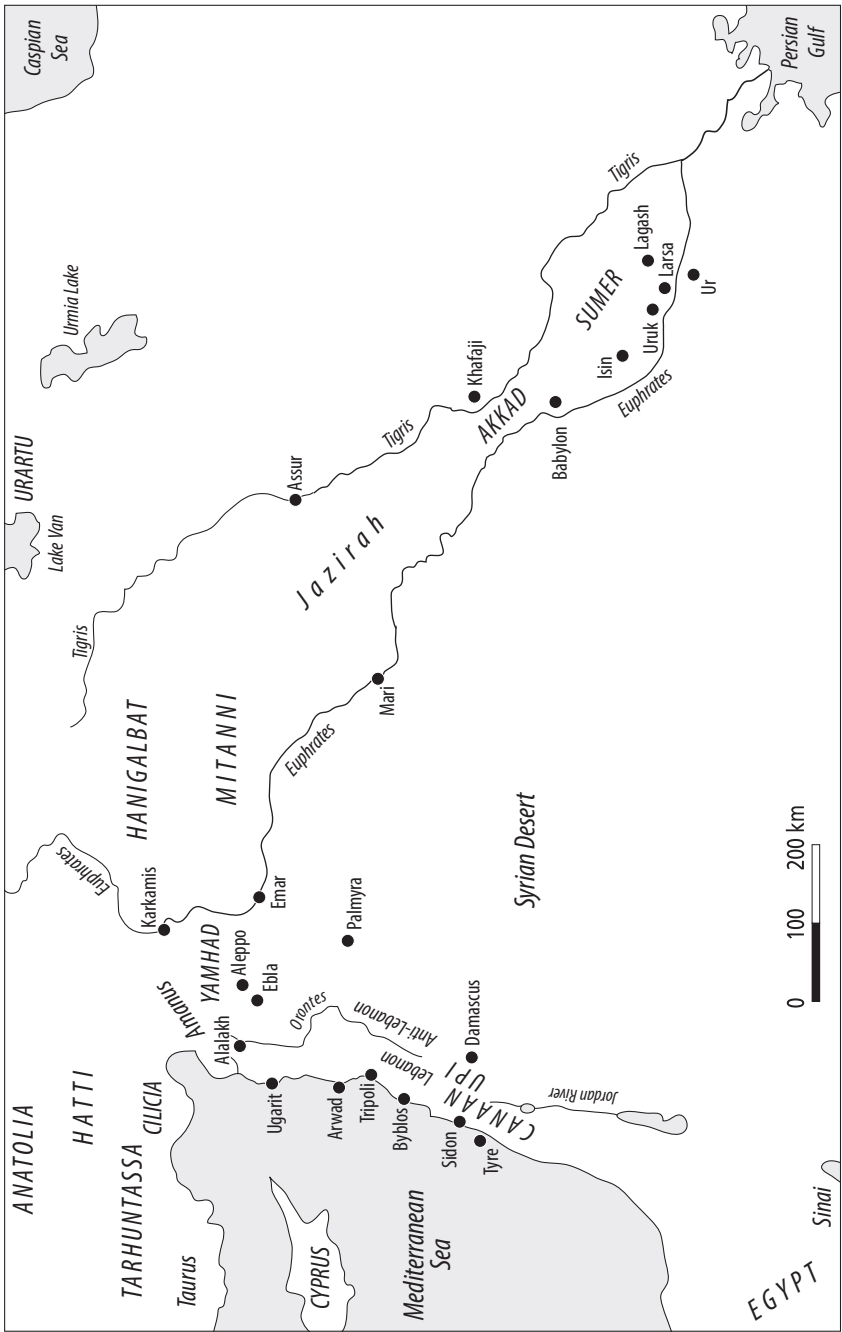 ANATOLIA
HATTI
TARHUNTASSA
CILICIA
Taurus
CYPRUS
Mediterranean
Sea
EGYPT
Sinai
Amanus
Alalakh
YAMHAD
Aleppo
Ebla
Ugarit
Arwad
Tripoli
Byblos
Sidon
Tyre
Orontes
Lebanon
Anti-Lebanon
UPI
CANAAN
Damascus
Jordan River
Karkamis
Euphrates
Emar
Palmyra
Syrian Desert
0 100 200 km
HANIGALBAT
MITANNI
Euphrates
Mari
Tigris
Jazirah
Lake Van
URARTU
Assur
Urmia Lake
Tigris
Khafaji
AKKAD
Babylon
Euphrates
Isin
SUMER
Uruk
Larsa
Lagash
Ur
Tigris
Caspian
Sea
Persian
Gulf